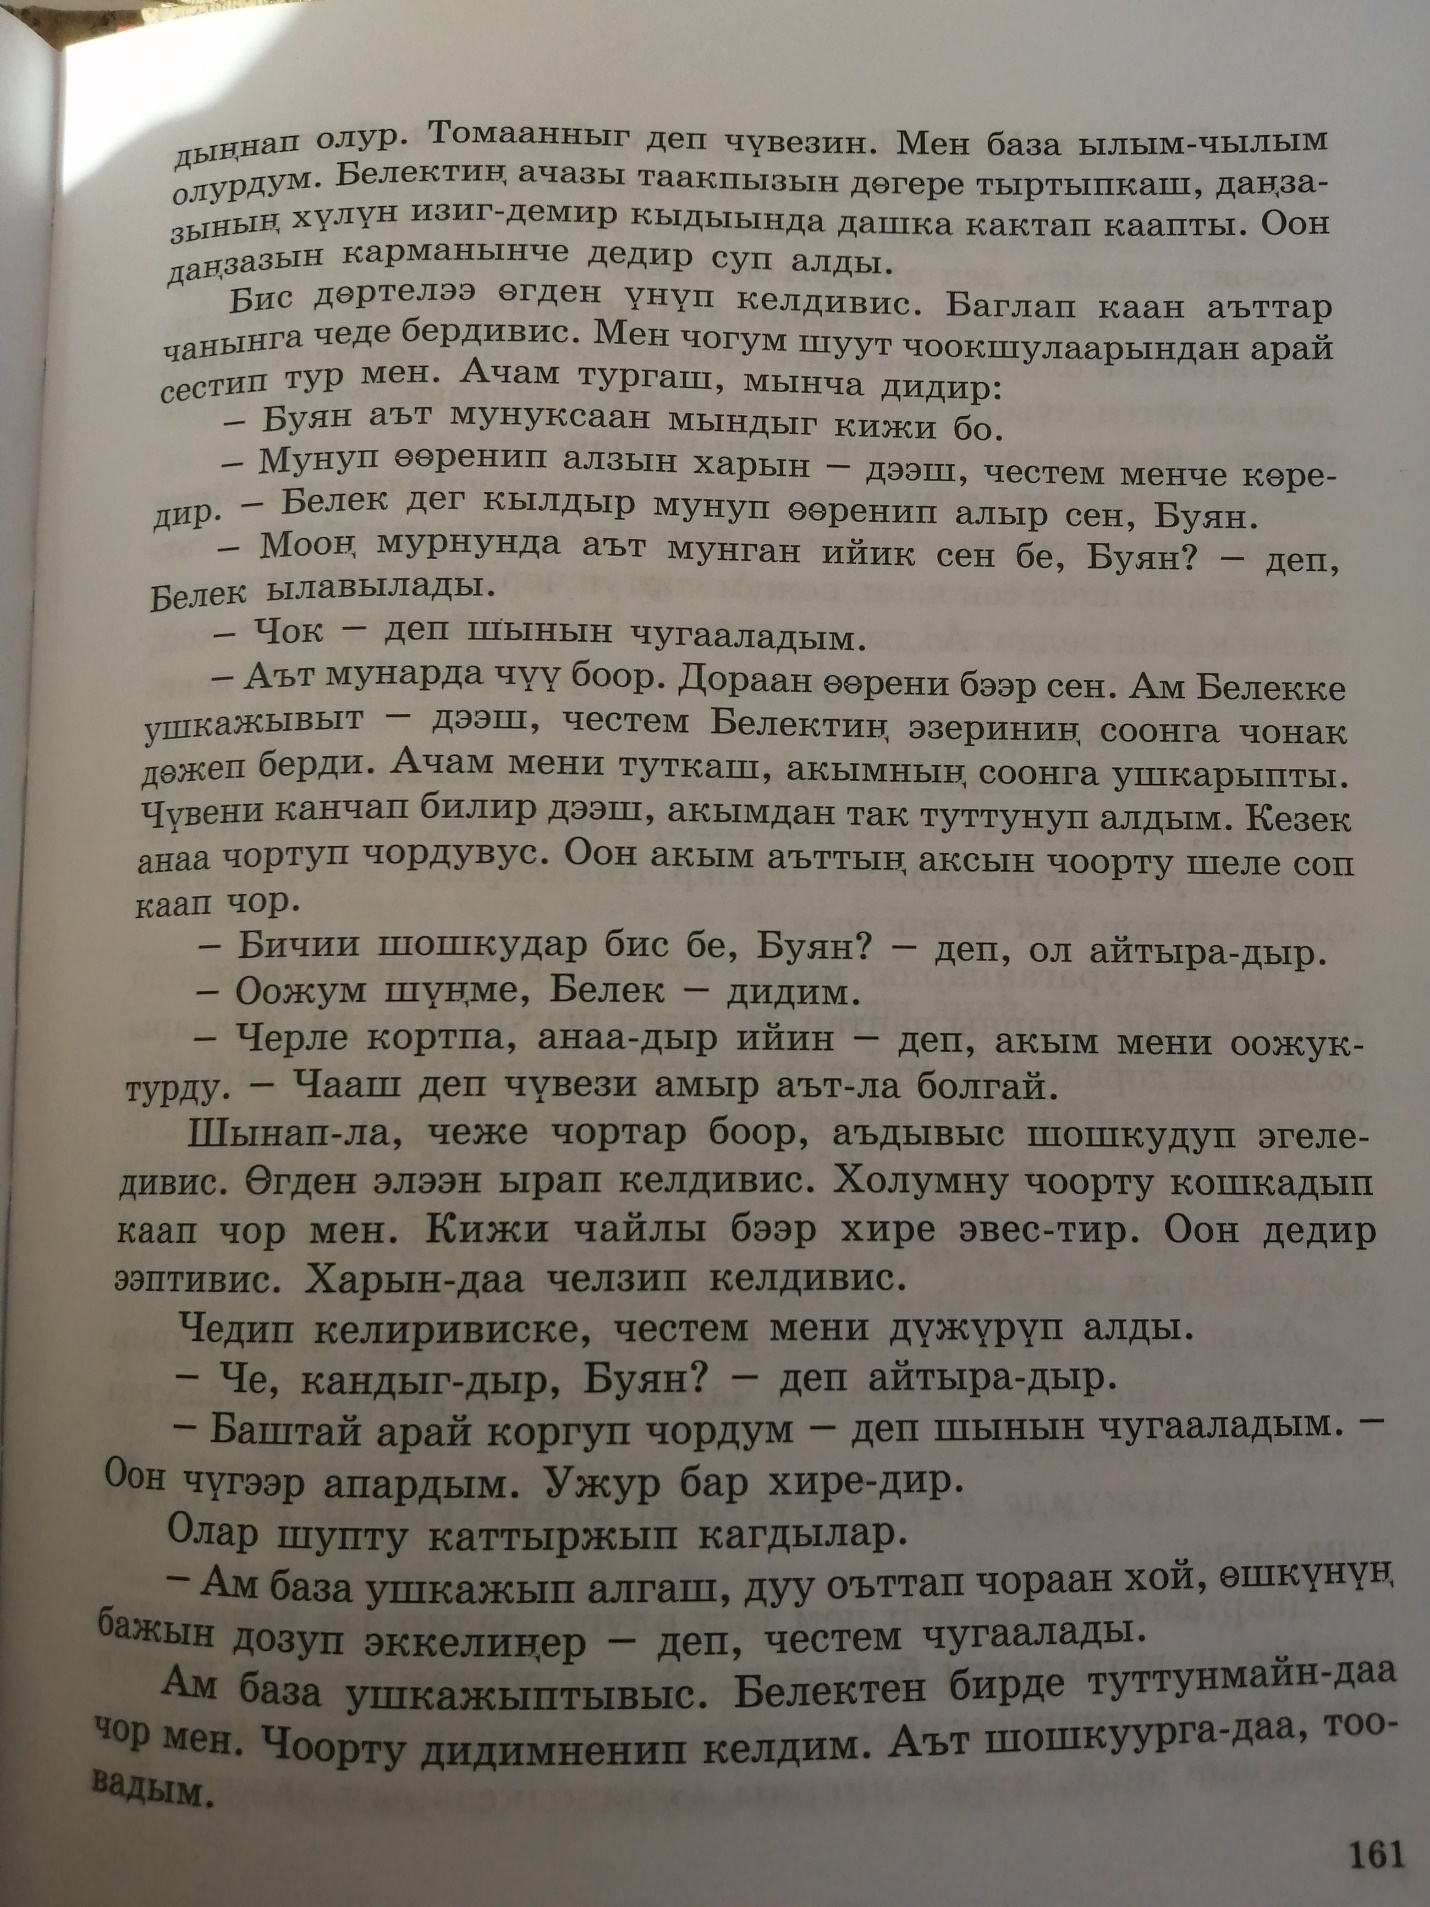 дыңнап олур. Томаанныг деп чүвезин. Мен база ылым-чылым
олурдум. Белектиң ачазы таакпызын дөгере тыртыпкаш, даңза-
зының хүлүн изиг-демир кыдыында дашка кактап каапты. Оон
даңзазын карманынче дедир суп алды.
Бис дөртелээ өгден үнүп келдивис. Баглап каан аъттар
чанынга чеде бердивис. Мен чогум шуут чоокшулаарындан арай
сестип тур мен. Ачам тургаш, мынча дидир:
– Буян аът мунуксаан мындыг кижи бо.
– Мунуп өөренип алзын харын – дээш, честем менче көре-
дир. – Белек дег кылдыр мунуп өөренип алыр сен, Буян.
– Мооң мурнунда аът мунган ийик сен бе, Буян? – деп,
Белек ылавылады.
– Чок – деп шынын чугааладым.
– Аът мунарда чүү боор. Дораан өөрени бээр сен. Ам Белекке
ушкажывыт – дээш, честем Белектиң эзериниң соонга чонак
дөжеп берди. Ачам мени туткаш, акымның соонга ушкарыпты.
Чүвени канчап билир дээш, акымдан так туттунуп алдым. Кезек
анаа чортуп чордувус. Оон акым аъттың аксын чоорту шеле соп
каап чор.
– Бичии шошкудар бис бе, Буян? – деп, ол айтыра-дыр.
– Оожум шүңме, Белек – дидим.
– Черле кортпа, анаа-дыр ийин – деп, акым мени оожук-
турду. – Чааш деп чүвези амыр аът-ла болгай.
Шынап-ла, чеже чортар боор, аъдывыс шошкудуп эгеле-
дивис. Өгден элээн ырап келдивис. Холумну чоорту кошкадып
каап чор мен. Кижи чайлы бээр хире эвес-тир. Оон дедир
ээптивис. Харын-даа челзип келдивис.
Чедип келиривиске, честем мени дүжүрүп алды.
– Че, кандыг-дыр, Буян? – деп айтыра-дыр.
– Баштай арай коргуп чордум – деп шынын чугааладым. –
Оон чүгээр апардым. Ужур бар хире-дир.
Олар шупту каттыржып кагдылар.
– Ам база ушкажып алгаш, дуу оъттап чораан хой, өшкүнүң
бажын дозуп эккелиңер – деп, честем чугаалады.
Ам база ушкажыптывыс. Белектен бирде туттунмайн-даа
чор мен. Чоорту дидимненип келдим. Аът шошкуурга-даа, тоо-
вадым.
161